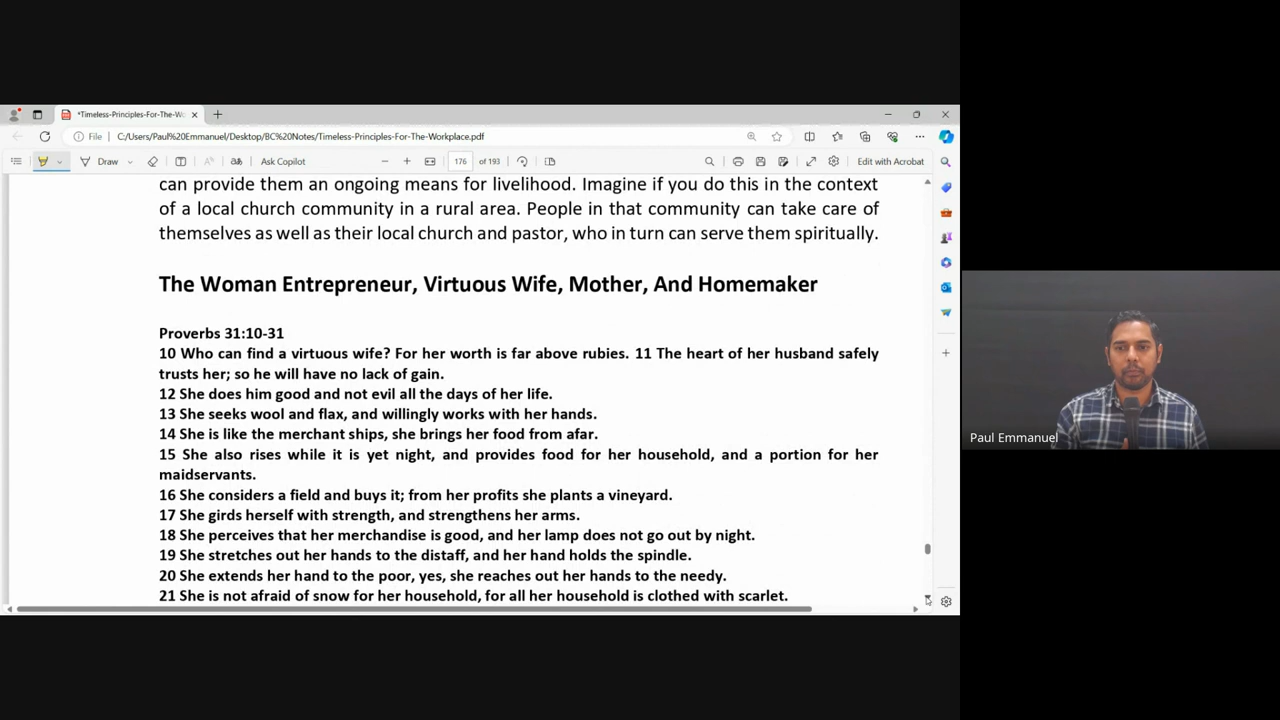 *Timeless-Principles-For-The-Wo
File
C:/Users/Paul%20Emmanuel/Desktop/BC%20Notes/Timeless-Principles-For-The-Workplace.pdf
Draw
Ask Copilot
176 of 193
Edit with Acrobat
can provide them an ongoing means for livelihood. Imagine if you do this in the context
of a local church community in a rural area. People in that community can take care of
themselves as well as their local church and pastor, who in turn can serve them spiritually.
The Woman Entrepreneur, Virtuous Wife, Mother, And Homemaker
Proverbs 31:10-31
10 Who can find a virtuous wife? For her worth is far above rubies. 11 The heart of her husband safely
trusts her; so he will have no lack of gain.
12 She does him good and not evil all the days of her life.
13 She seeks wool and flax, and willingly works with her hands.
14 She is like the merchant ships, she brings her food from afar.
15 She also rises while it is yet night, and provides food for her household, and a portion for her
maidservants.
16 She considers a field and buys it; from her profits she plants a vineyard.
17 She girds herself with strength, and strengthens her arms.
18 She perceives that her merchandise is good, and her lamp does not go out by night.
19 She stretches out her hands to the distaff, and her hand holds the spindle.
20 She extends her hand to the poor, yes, she reaches out her hands to the needy.
21 She is not afraid of snow for her household, for all her household is clothed with scarlet.
Paul Emmanuel